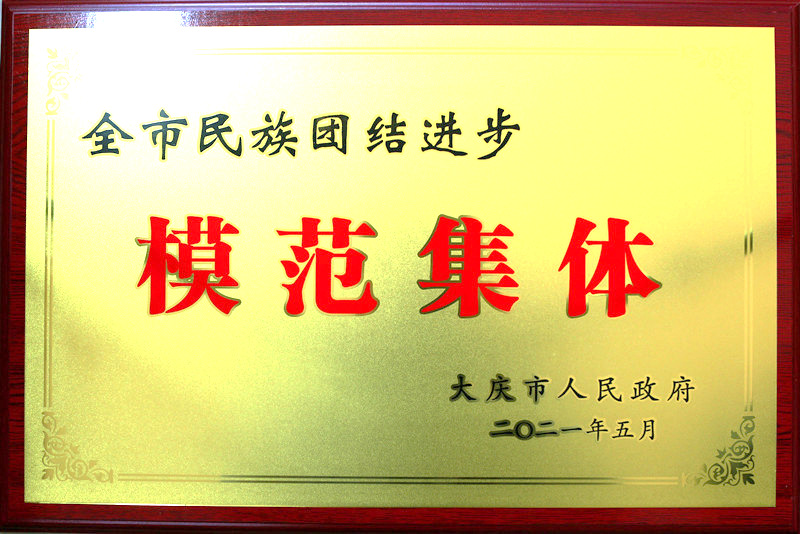 全市民族团结进步
模范集体
大庆市人民政府
二〇二一年五月